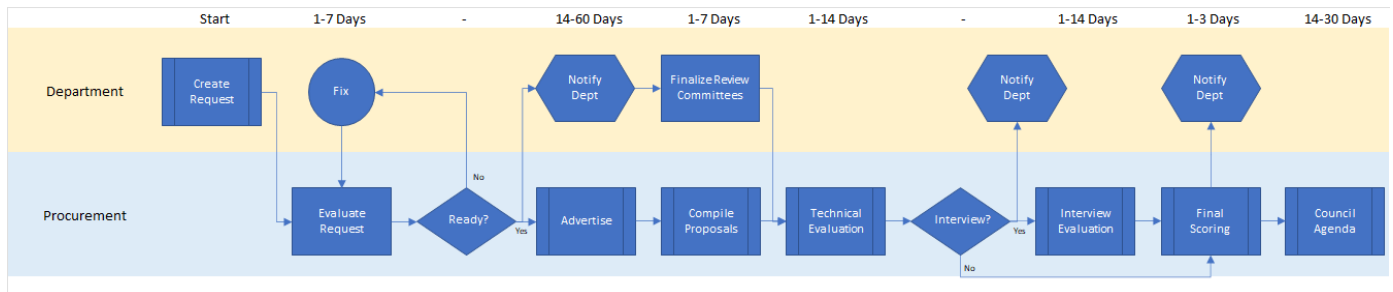 Start 1-7 Days - 14-60 Days 1-7 Days 1-14 Days - 1-14 Days 1-3 Days 14-30 Days
Department
Create
Request
Fix
Notify
Dept
Finalize Review
Committees
Notify
Dept
Notify
Dept
No
Procurement
Evaluate
Request
Ready?
Yes
Advertise
Compile
Proposals
Technical
Evaluation
Interview?
Yes
No
Interview
Evaluation
Final
Scoring
Council
Agenda